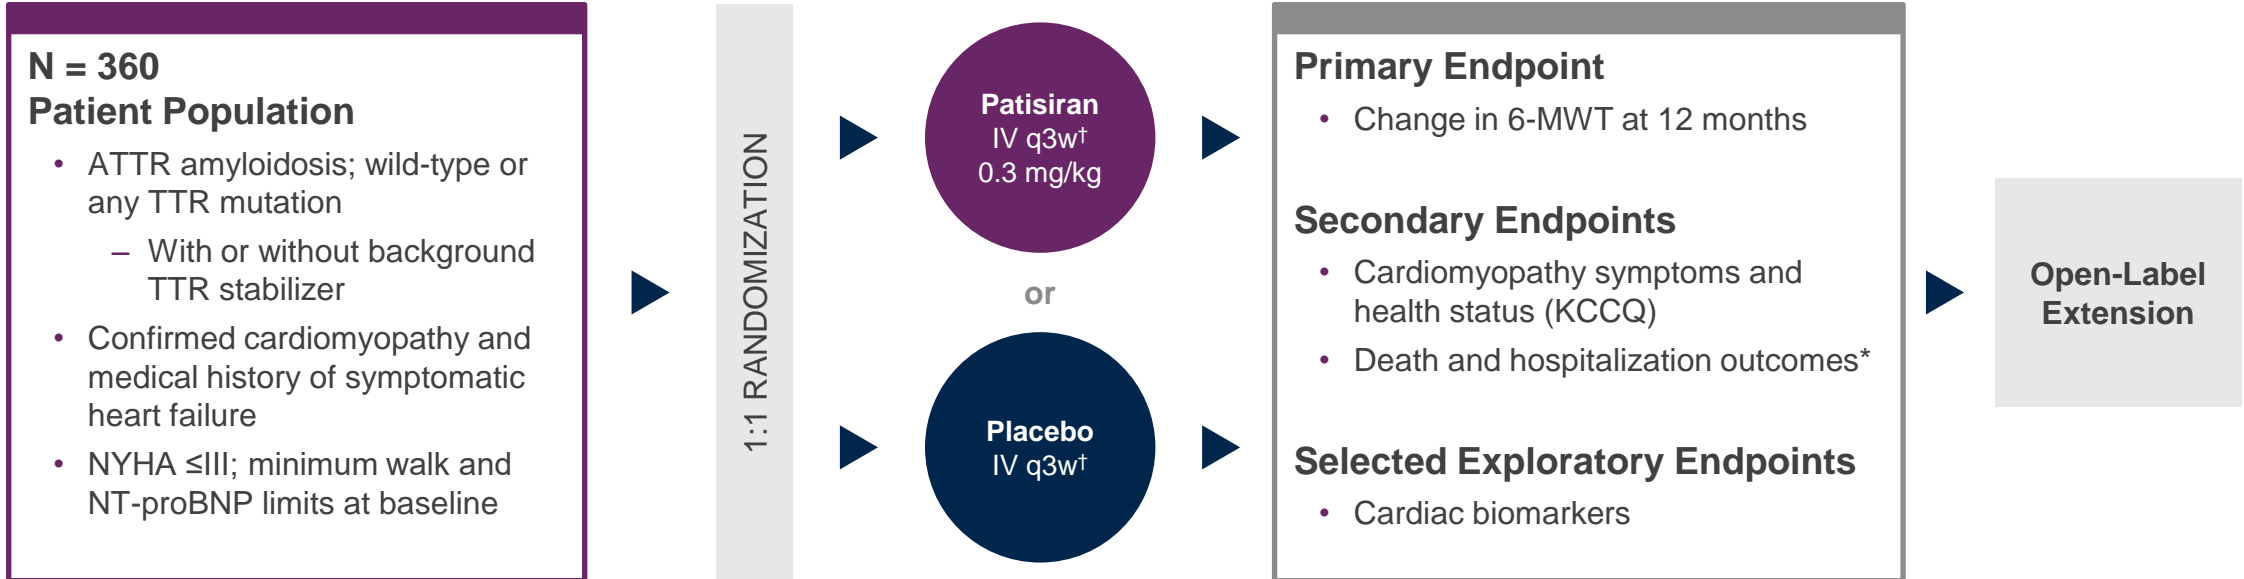 N = 360
Patient Population
• ATTR amyloidosis; wild-type or
any TTR mutation
– With or without background
TTR stabilizer
• Confirmed cardiomyopathy and
medical history of symptomatic
heart failure
• NYHA ≤III; minimum walk and
NT-proBNP limits at baseline
1:1 RANDOMIZATION
Patisiran
IV q3w†
0.3 mg/kg
or
Placebo
IV q3w†
Primary Endpoint
• Change in 6-MWT at 12 months
Secondary Endpoints
• Cardiomyopathy symptoms and
health status (KCCQ)
• Death and hospitalization outcomes*
Selected Exploratory Endpoints
• Cardiac biomarkers
Open-Label
Extension